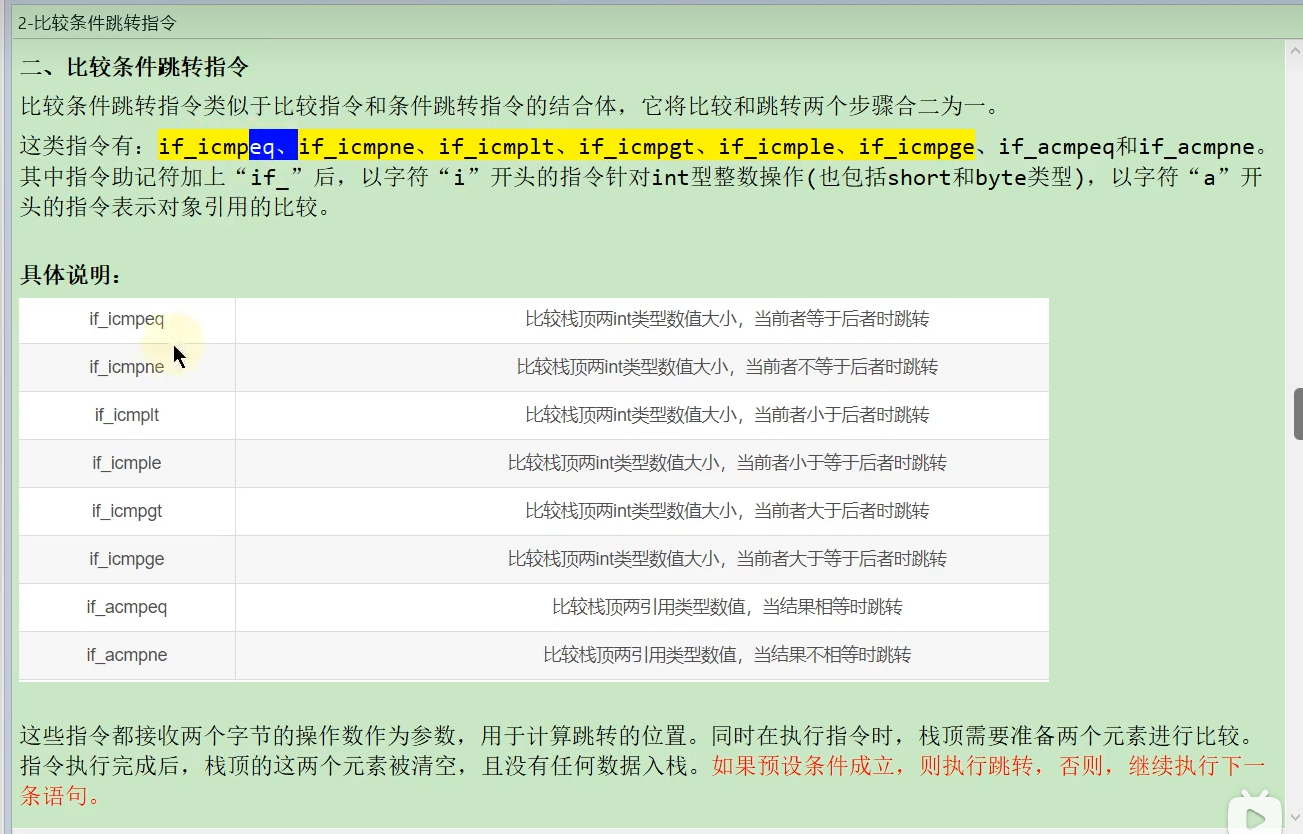 2-比较条件跳转指令
二、比较条件跳转指令
比较条件跳转指令类似于比较指令和条件跳转指令的结合体，它将比较和跳转两个步骤合二为一。
这类指令有：if_icmpeq、if_icmpne、if_icmplt、if_icmpgt、if_icmple、if_icmpge、if_acmpeq和if_acmpne。
其中指令助记符加上“if_”后，以字符“i”开头的指令针对int型整数操作(也包括short和byte类型)，以字符“a”开
头的指令表示对象引用的比较。
具体说明：
if_icmpeq 比较栈顶两int类型数值大小，当前者等于后者时跳转
if_icmpne 比较栈顶两int类型数值大小，当前者不等于后者时跳转
if_icmplt 比较栈顶两int类型数值大小，当前者小于后者时跳转
if_icmple 比较栈顶两int类型数值大小，当前者小于等于后者时跳转
if_icmpgt 比较栈顶两int类型数值大小，当前者大于后者时跳转
if_icmpge 比较栈顶两int类型数值大小，当前者大于等于后者时跳转
if_acmpeq 比较栈顶两引用类型数值，当结果相等时跳转
if_acmpne 比较栈顶两引用类型数值，当结果不相等时跳转
这些指令都接收两个字节的操作数作为参数，用于计算跳转的位置。同时在执行指令时，栈顶需要准备两个元素进行比较。
指令执行完成后，栈顶的这两个元素被清空，且没有任何数据入栈。如果预设条件成立，则执行跳转，否则，继续执行下一
条语句。